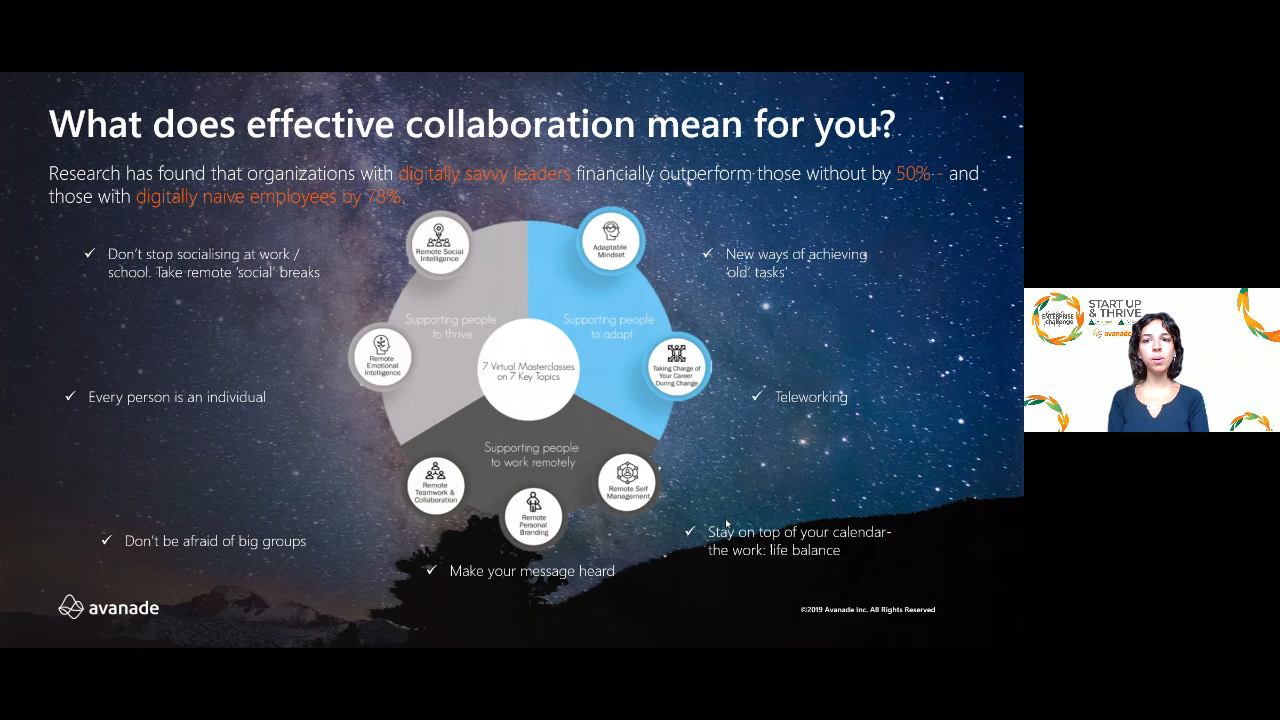 What does effective collaboration mean for you?
Research has found that organizations with digitally savvy leaders financially outperform those without by 50%-- and
those with digitally naive employees by 78%.
Don't stop socialising at work /
school. Take remote 'social' breaks
Remote Social
Intelligence
Adaptable
Mindset
New ways of achieving
'old' tasks'
Supporting people
to thrive
Supporting people
to adapt
Remote
Emotional
Intelligence
7 Virtual Masterclasses
on 7 Key Topics
Taking Charge of
Your Career
During Change
Every person is an individual
Teleworking
Supporting people
to work remotely
Remote
Teamwork &
Collaboration
Remote
Personal
Branding
Remote Self
Management
Don't be afraid of big groups
Make your message heard
Stay on top of your calendar-
the work: life balance
avanade
©2019 Avanade Inc. All Rights Reserved
ENTERPRISE
challenge
START UP
& THRIVE
avanade